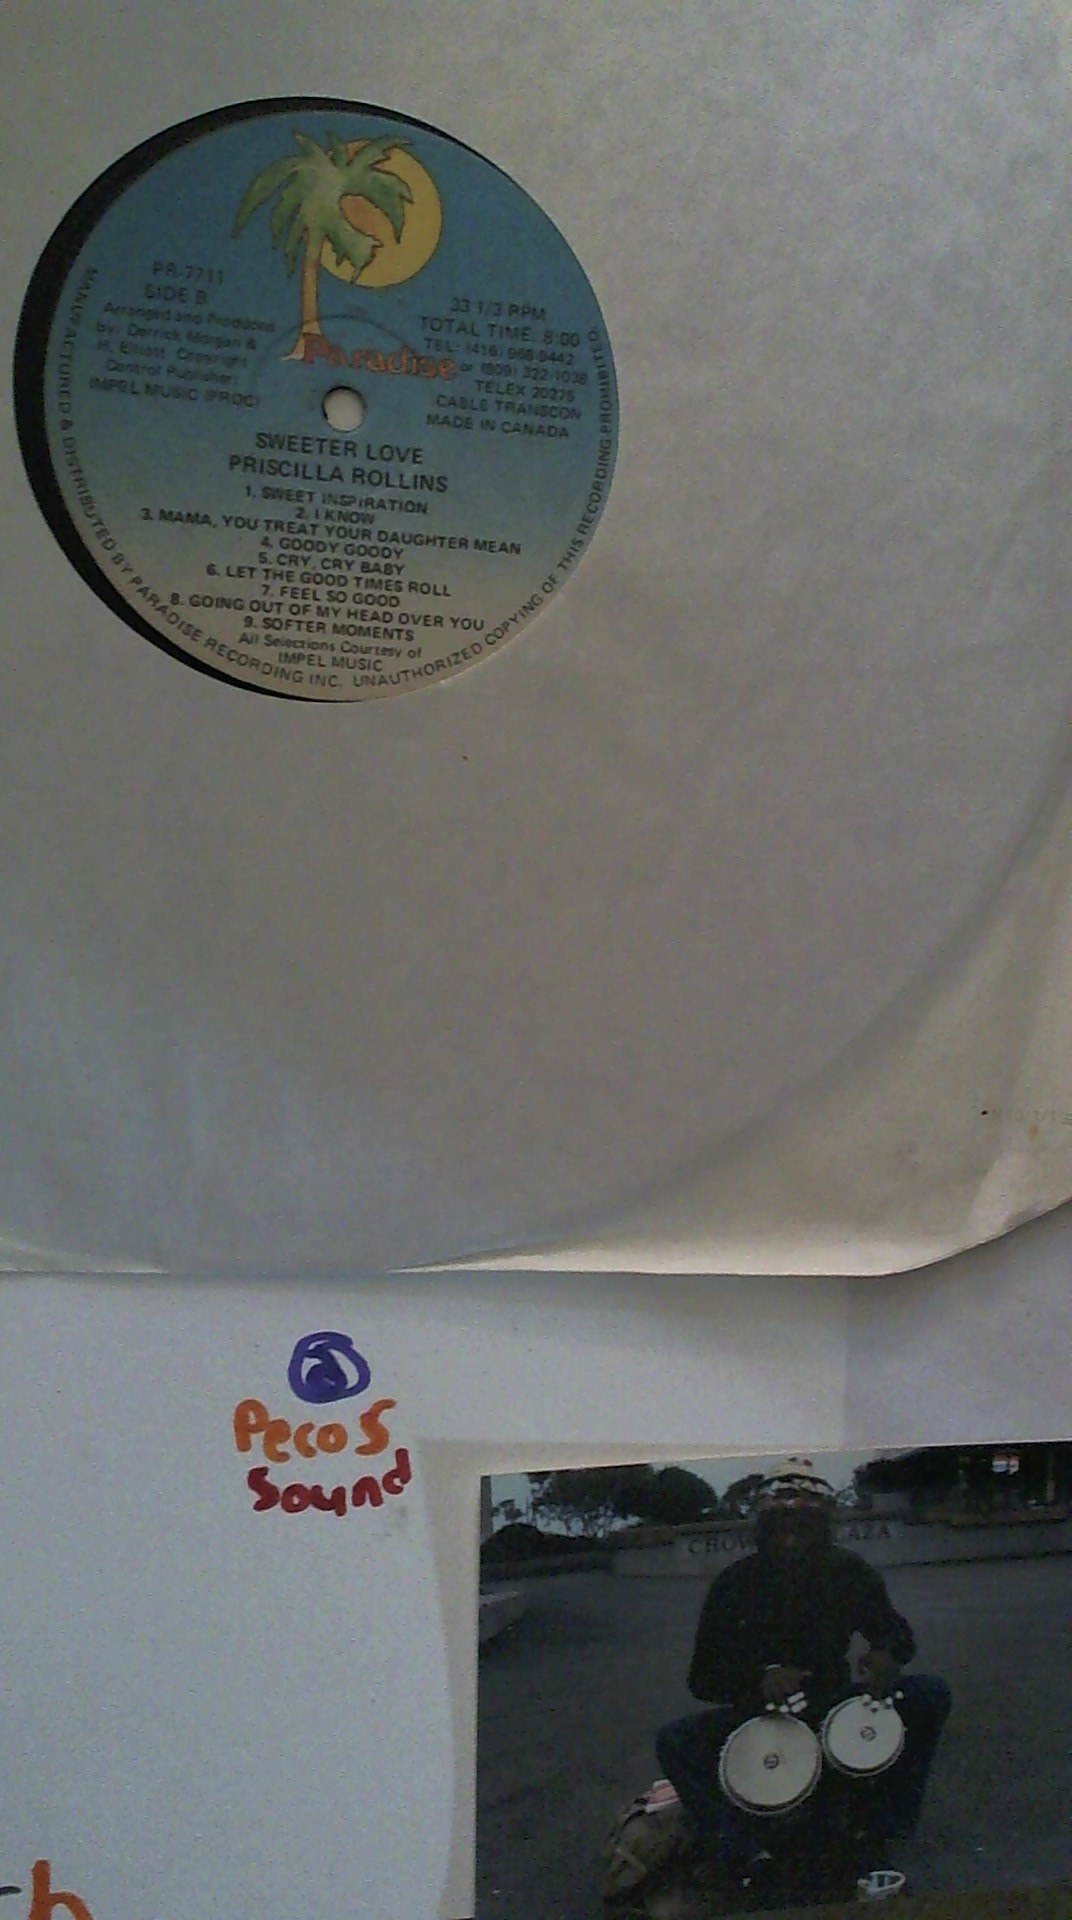 Paradise
PR-7711
SIDE B
Arranged and Produced
by: Derrick Morgan &
H. Elliott Copyright
Control Publisher:
IMPEL MUSIC (PROC)
33 1/3 RPM
TOTAL TIME: 8:00
TEL: (416) 968-9442
or (809) 322-1038
TELEX 20275
CABLE TRANSCON
MADE IN CANADA
SWEETER LOVE
PRISCILLA ROLLINS
1. SWEET INSPIRATION
2. I KNOW
3. MAMA, YOU TREAT YOUR DAUGHTER MEAN
4. GOODY GOODY
5. CRY, CRY BABY
6. LET THE GOOD TIMES ROLL
7. FEEL SO GOOD
8. GOING OUT OF MY HEAD OVER YOU
9. SOFTER MOMENTS
All Selections Courtesy of
IMPEL MUSIC
MANUFACTURED & DISTRIBUTED BY PARADISE RECORDING INC. UNAUTHORIZED COPYING OF THIS RECORDING PROHIBITED.
Pecos
Sound